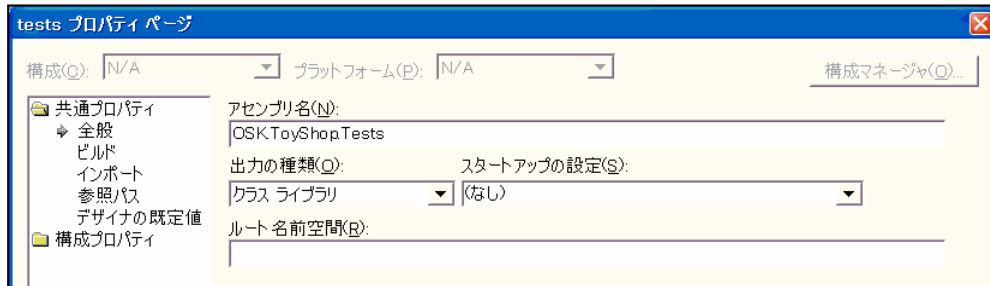 tests プロパティ ページ
構成(C): N/A プラットフォーム(P): N/A 構成マネージャ(O)...
共通プロパティ
全般
ビルド
インポート
参照パス
デザイナの既定値
構成プロパティ
アセンブリ名(N):
OSK.ToyShop.Tests
出力の種類(O): スタートアップの設定(S):
クラス ライブラリ (なし)
ルート名前空間(R):